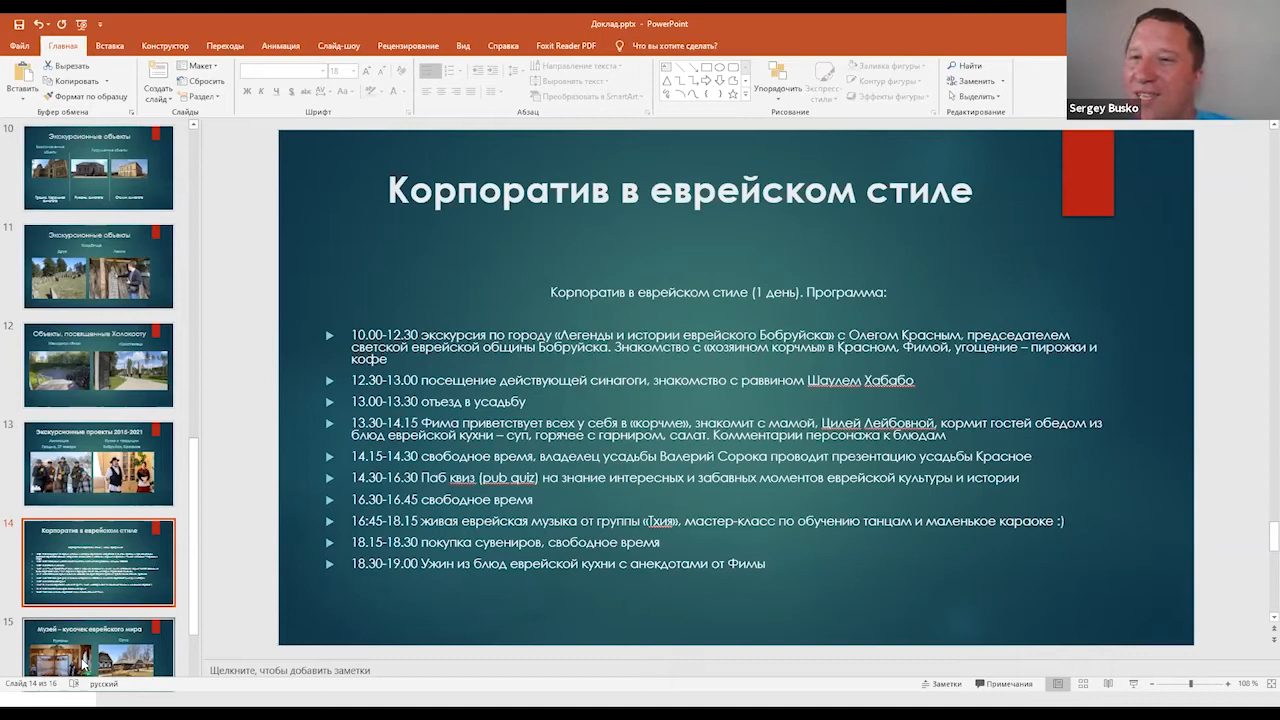 Доклад.pptx - PowerPoint
Файл Главная Вставка Конструктор Переходы Анимация Слайд-шоу Рецензирование Вид Справка Foxit Reader PDF Что вы хотите сделать?
Вставить
Вырезать
Копировать
Формат по образцу
Буфер обмена
Создать слайд
Макет
Сбросить
Раздел
Слайды
18
Шрифт
Направление текста
Выровнять текст
Преобразовать в SmartArt
Абзац
Упорядочить
Экспресс-стили
Заливка фигуры
Контур фигуры
Эффекты фигуры
Рисование
Найти
Заменить
Выделить
Редактирование
Sergey Busko
10
Экскурсионные объекты
11
Экскурсионные объекты
12
Объекты, посвященные Холокосту
13
Экскурсионные проекты 2015-2021
14
Корпоратив в еврейском стиле
15
Музей – кусочек еврейского мира
Корпоратив в еврейском стиле
Корпоратив в еврейском стиле (1 день). Программа:
10.00-12.30 экскурсия по городу «Легенды и истории еврейского Бобруйска» с Олегом Красным, председателем
светской еврейской общины Бобруйска. Знакомство с «хозяином корчмы» в Красном, Фимой, угощение – пирожки и
кофе
12.30-13.00 посещение действующей синагоги, знакомство с раввином Шаулем Хабабо
13.00-13.30 отъезд в усадьбу
13.30-14.15 Фима приветствует всех у себя в «корчме», знакомит с мамой, Цилей Лейбовной, кормит гостей обедом из
блюд еврейской кухни – суп, горячее с гарниром, салат. Комментарии персонажа к блюдам
14.15-14.30 свободное время, владелец усадьбы Валерий Сорока проводит презентацию усадьбы Красное
14.30-16.30 Паб квиз (pub quiz) на знание интересных и забавных моментов еврейской культуры и истории
16.30-16.45 свободное время
16:45-18.15 живая еврейская музыка от группы «Тхия», мастер-класс по обучению танцам и маленькое караоке :)
18.15-18.30 покупка сувениров, свободное время
18.30-19.00 Ужин из блюд еврейской кухни с анекдотами от Фимы
Щелкните, чтобы добавить заметки
Слайд 14 из 16 русский Заметки Примечания 108 %